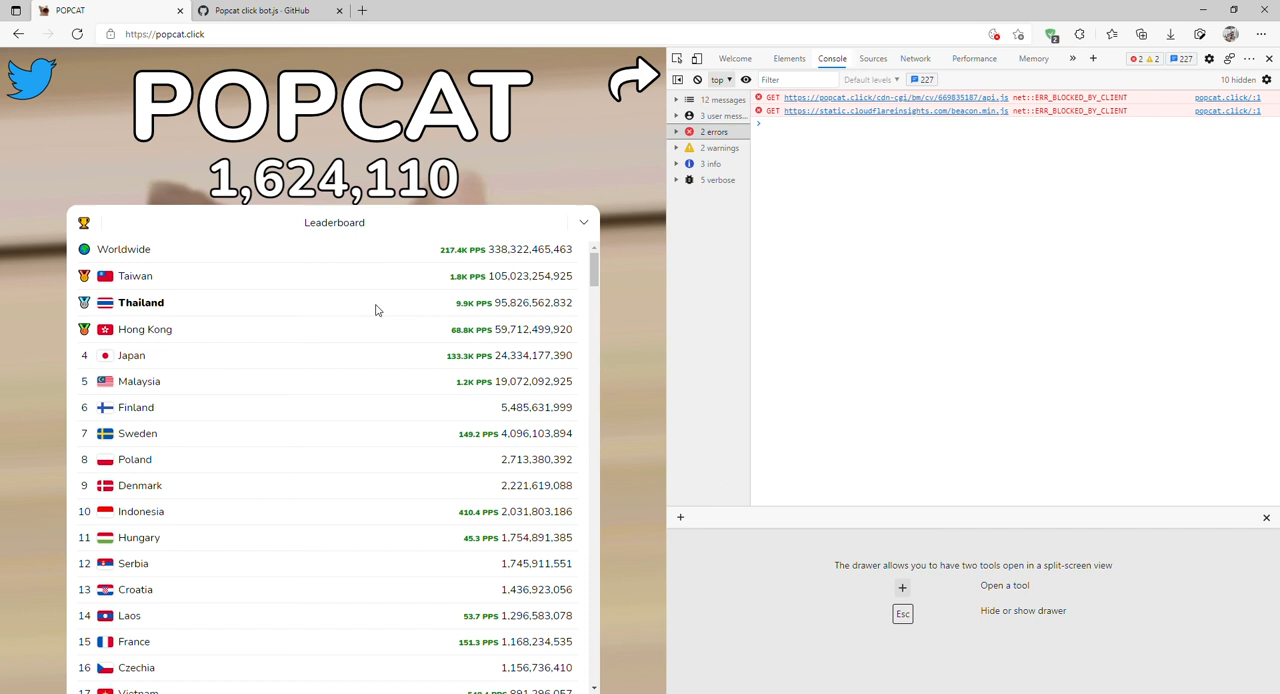 POPCAT
Popcat click bot.js · GitHub
https://popcat.click
2
POPCAT
1,624,110
Leaderboard
Worldwide 217.4K PPS 338,322,465,463
Taiwan 1.8K PPS 105,023,254,925
Thailand 9.9K PPS 95,826,562,832
Hong Kong 68.8K PPS 59,712,499,920
4 Japan 133.3K PPS 24,334,177,390
5 Malaysia 1.2K PPS 19,072,092,925
6 Finland 5,485,631,999
7 Sweden 149.2 PPS 4,096,103,894
8 Poland 2,713,380,392
9 Denmark 2,221,619,088
10 Indonesia 410.4 PPS 2,031,803,186
11 Hungary 45.3 PPS 1,754,891,385
12 Serbia 1,745,911,551
13 Croatia 1,436,923,056
14 Laos 53.7 PPS 1,296,583,078
15 France 151.3 PPS 1,168,234,535
16 Czechia 1,156,736,410
17 Vietnam 891,296,057
Welcome Elements Console Sources Network Performance Memory 2 2 227
top Filter Default levels 227 10 hidden
12 messages
3 user mess...
2 errors
2 warnings
3 info
5 verbose
GET https://popcat.click/cdn-cgi/bm/cv/669835187/api.js net::ERR_BLOCKED_BY_CLIENT popcat.click/:1
GET https://static.cloudflareinsights.com/beacon.min.js net::ERR_BLOCKED_BY_CLIENT popcat.click/:1
The drawer allows you to have two tools open in a split-screen view
+ Open a tool
Esc Hide or show drawer